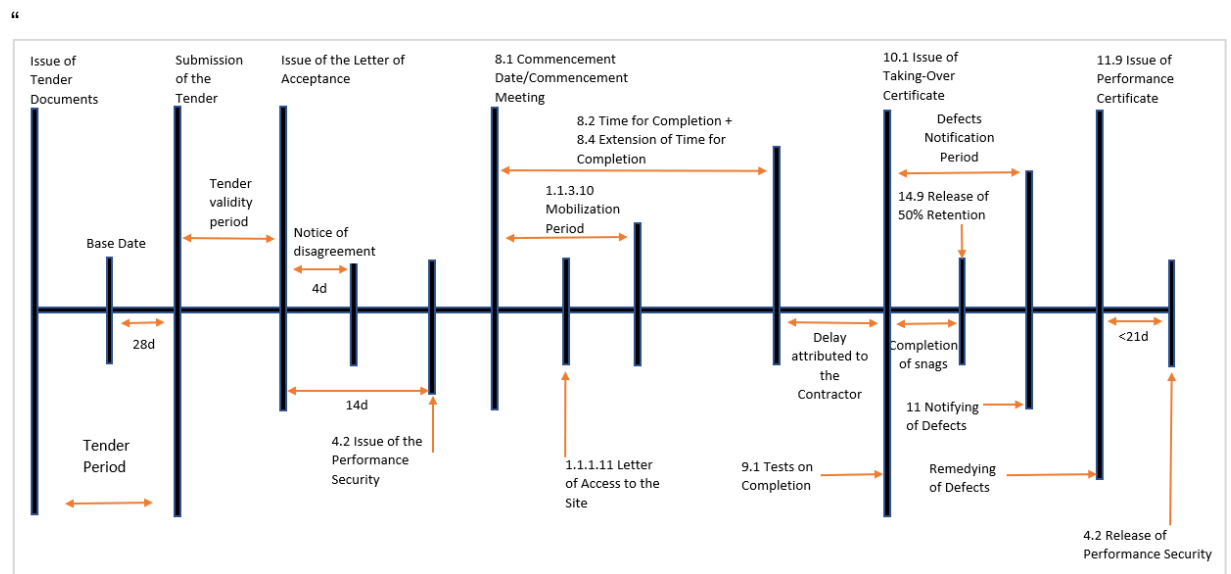 “
Issue of
Tender
Documents
Submission
of the
Tender
Issue of the Letter of
Acceptance
8.1 Commencement
Date/Commencement
Meeting
10.1 Issue of
Taking-Over
Certificate
11.9 Issue of
Performance
Certificate
8.2 Time for Completion +
8.4 Extension of Time for
Completion
Defects
Notification
Period
Tender
validity
period
1.1.3.10
Mobilization
Period
14.9 Release of
50% Retention
Base Date
Notice of
disagreement
4d
28d
Delay
attributed to
the
Contractor
Completion
of snags
<21d
14d
Tender
Period
4.2 Issue of the
Performance
Security
1.1.1.11 Letter
of Access to the
Site
9.1 Tests on
Completion
11 Notifying
of Defects
Remedying
of Defects
4.2 Release of
Performance Security